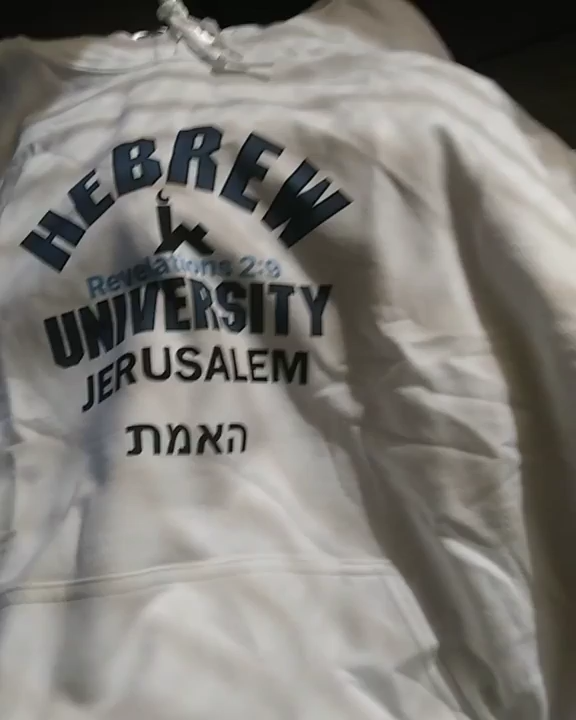 HEBREW
Revelations 2:9
UNIVERSITY
JERUSALEM
האמת